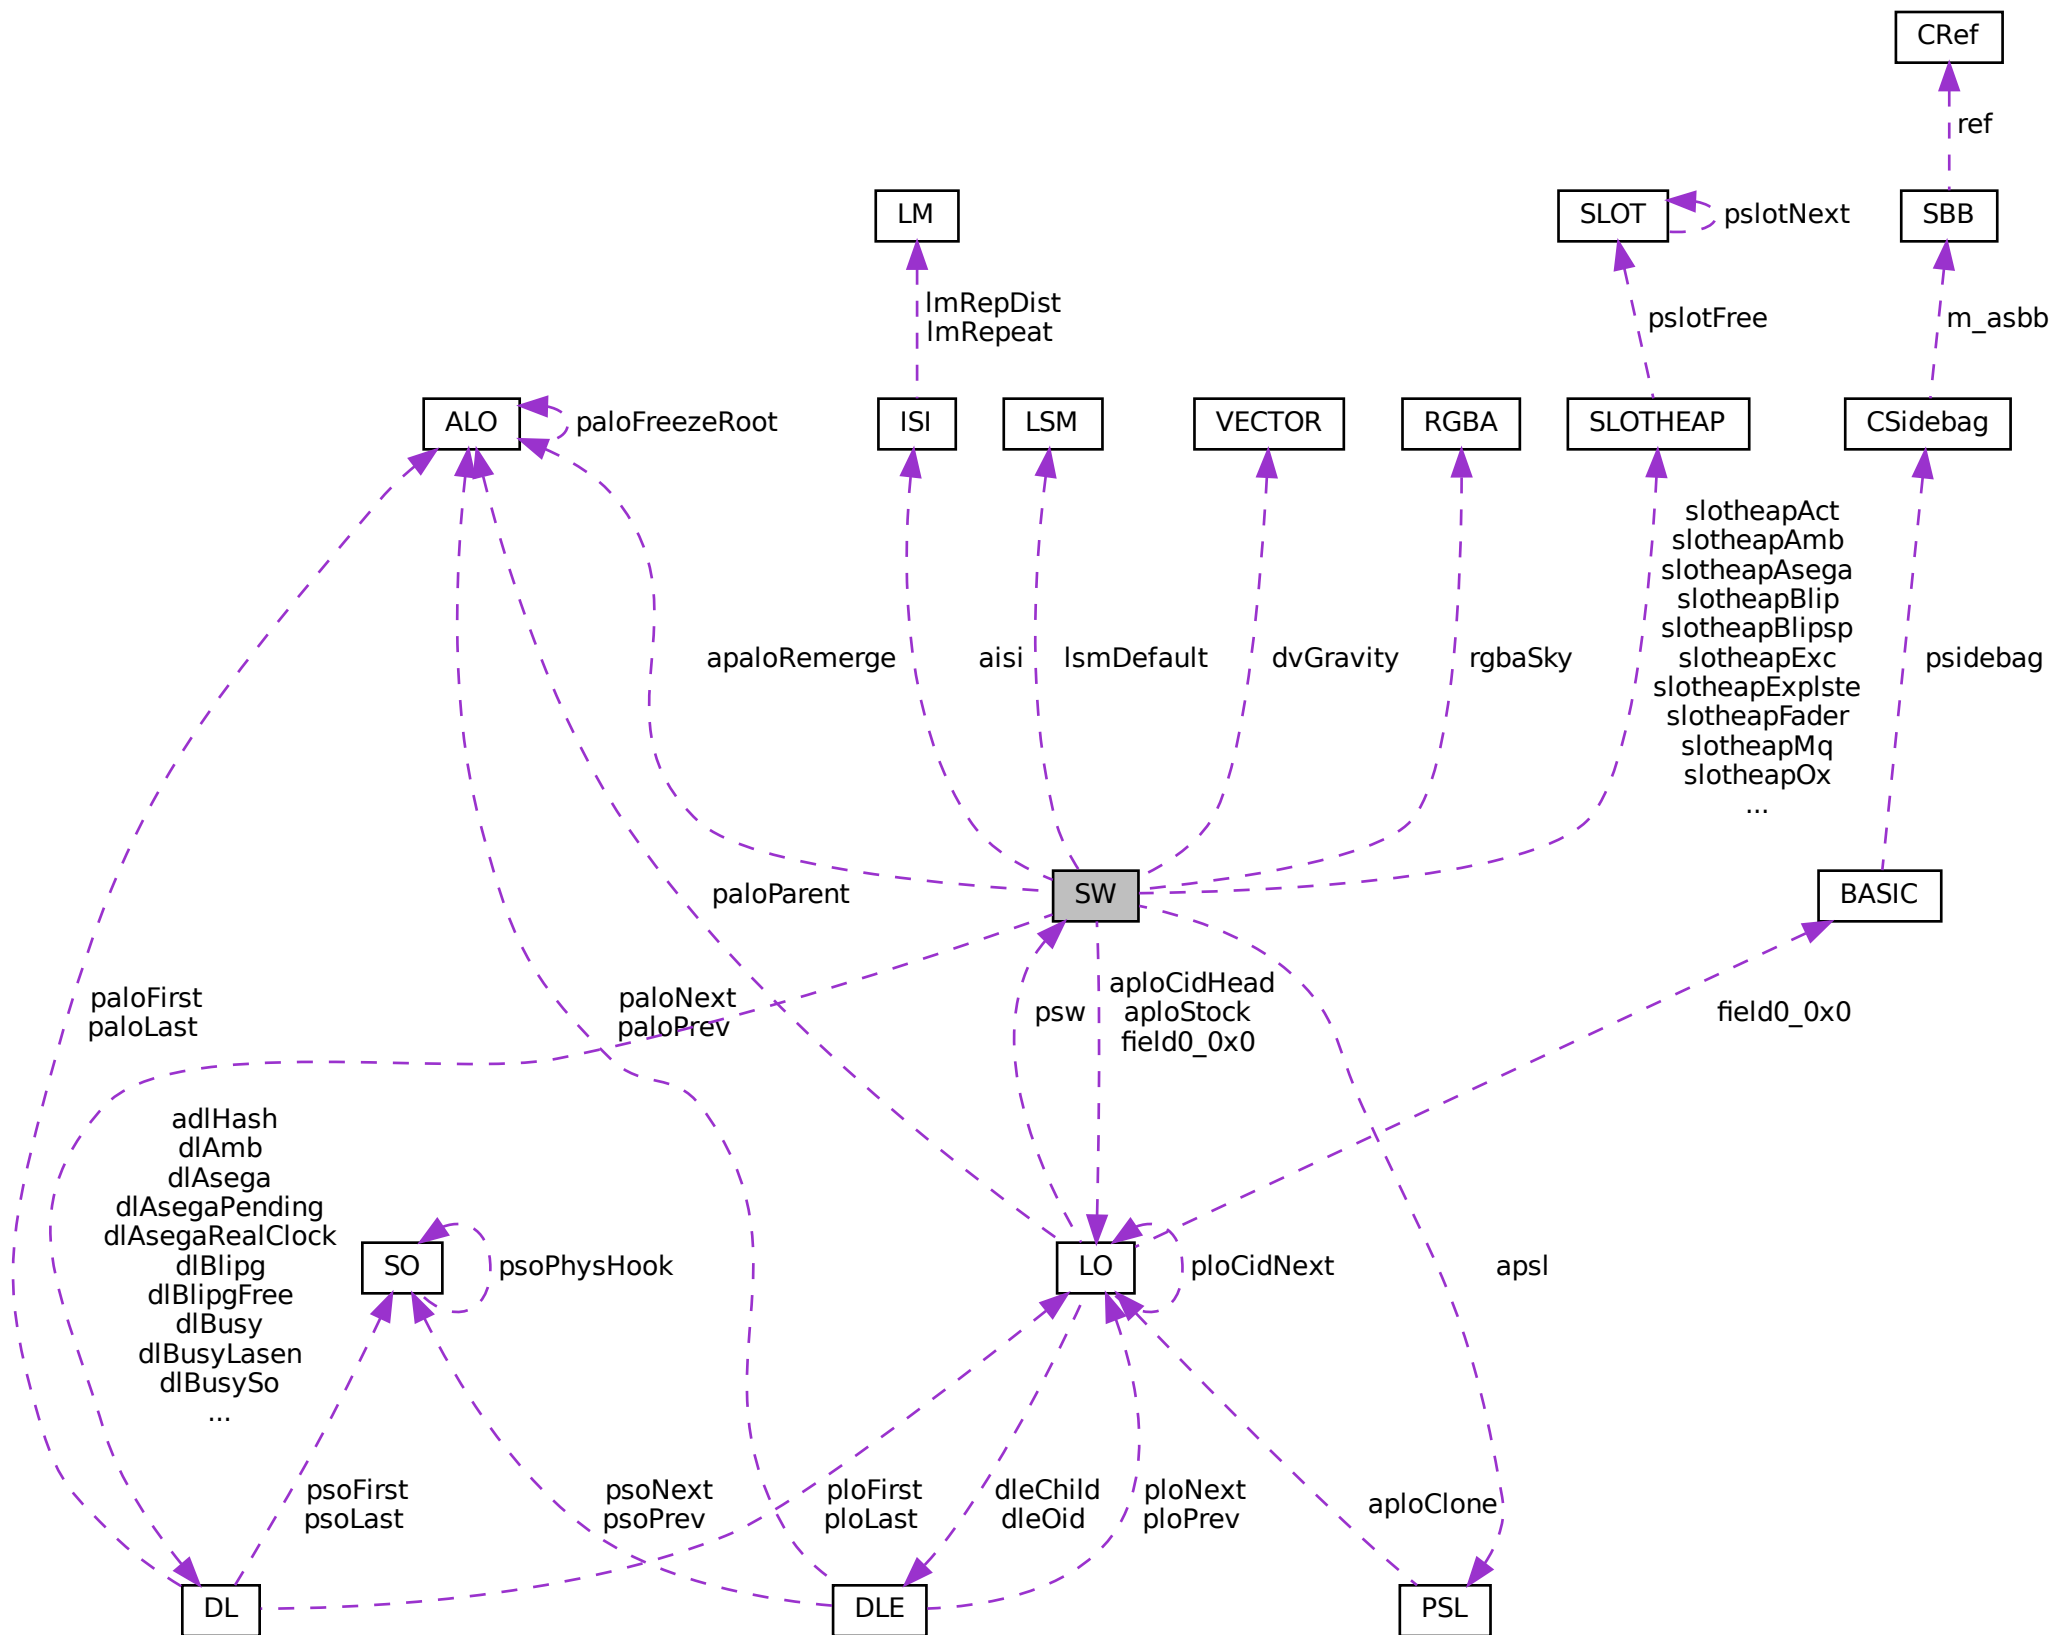 CRef
ref
LM
SLOT
pslotNext
SBB
lmRepDist
lmRepeat
pslotFree
m_asbb
ALO
paloFreezeRoot
ISI
LSM
VECTOR
RGBA
SLOTHEAP
CSidebag
slotheapAct
slotheapAmb
slotheapAsega
slotheapBlip
slotheapBlipsp
slotheapExc
slotheapExplste
slotheapFader
slotheapMq
slotheapOx
...
apaloRemerge
aisi
lsmDefault
dvGravity
rgbaSky
psidebag
paloParent
SW
BASIC
paloFirst
paloLast
paloNext
paloPrev
psw
aploCidHead
aploStock
field0_0x0
field0_0x0
adlHash
dlAmb
dlAsega
dlAsegaPending
dlAsegaRealClock
dlBlipg
dlBlipgFree
dlBusy
dlBusyLasen
dlBusySo
...
SO
psoPhysHook
LO
ploCidNext
apsl
psoFirst
psoLast
psoNext
psoPrev
ploFirst
ploLast
dleChild
dleOid
ploNext
ploPrev
aploClone
DL
DLE
PSL